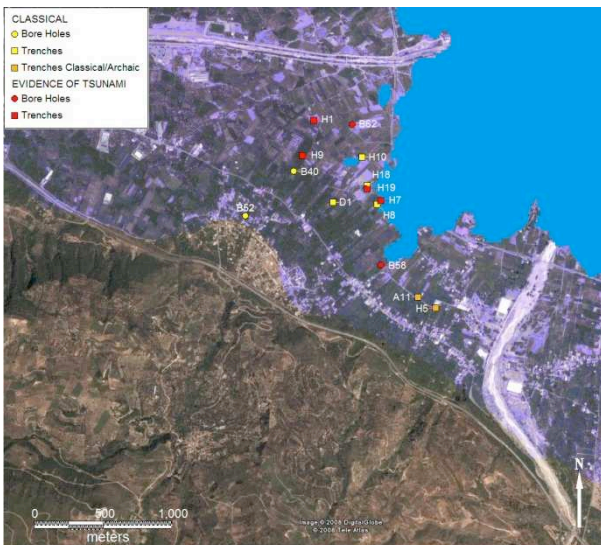 CLASSICAL
Bore Holes
Trenches
Trenches Classical/Archaic
EVIDENCE OF TSUNAMI
Bore Holes
Trenches
H1
B62
H9
H10
B40
H18
H19
D1
H7
H8
B52
B58
A11
H5
N
0 500 1,000
meters
Image © 2008 DigitalGlobe
© 2008 Tele Atlas